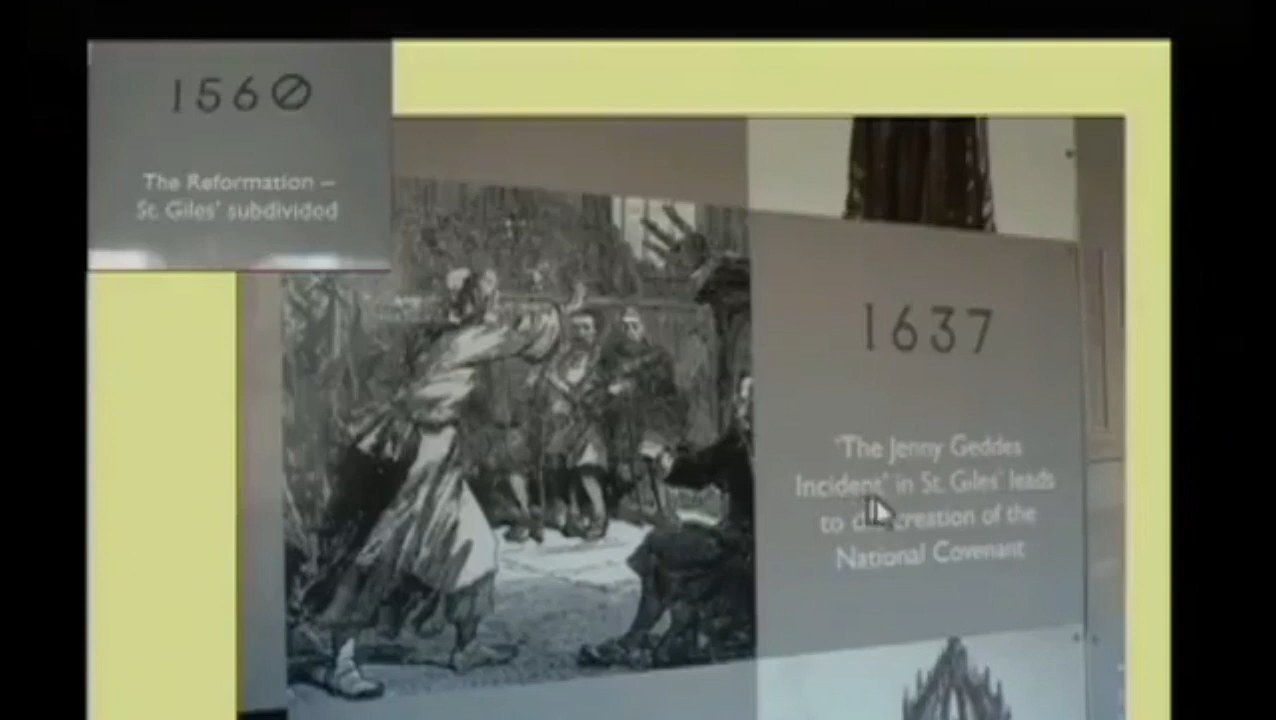 1560
The Reformation –
St. Giles' subdivided
1637
'The Jenny Geddes
Incident' in St. Giles' leads
to creation of the
National Covenant